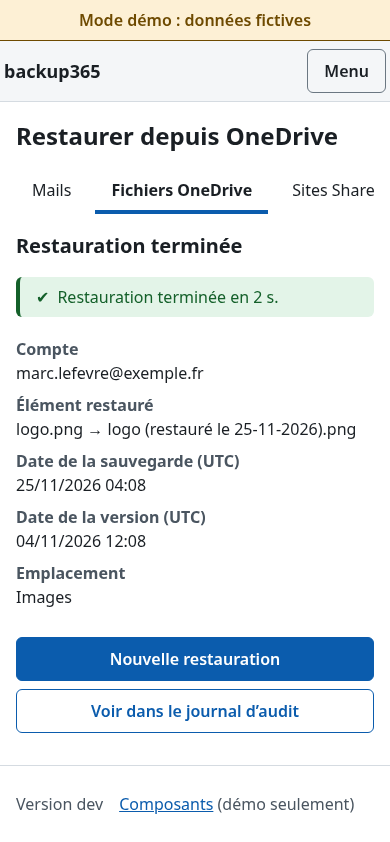 Mode démo : données fictives
backup365
Menu
Restaurer depuis OneDrive
Mails
Fichiers OneDrive
Sites Share
Restauration terminée
✔ Restauration terminée en 2 s.
Compte
marc.lefevre@exemple.fr
Élément restauré
logo.png → logo (restauré le 25-11-2026).png
Date de la sauvegarde (UTC)
25/11/2026 04:08
Date de la version (UTC)
04/11/2026 12:08
Emplacement
Images
Nouvelle restauration
Voir dans le journal d’audit
Version dev Composants (démo seulement)